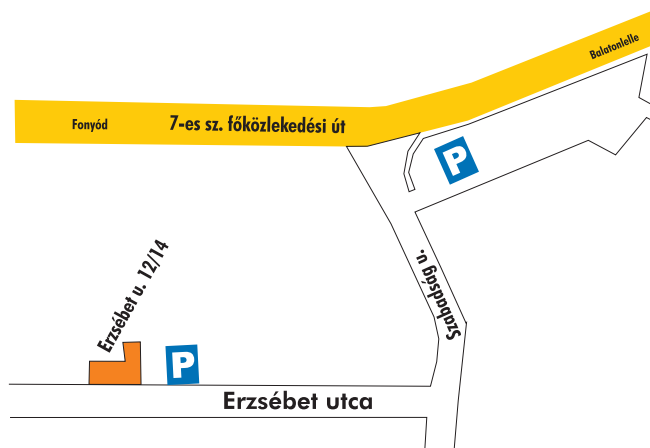 Balatonlelle
Fonyód
7-es sz. főközlekedési út
P
Szabadság u.
Erzsébet u. 12/14
P
Erzsébet utca